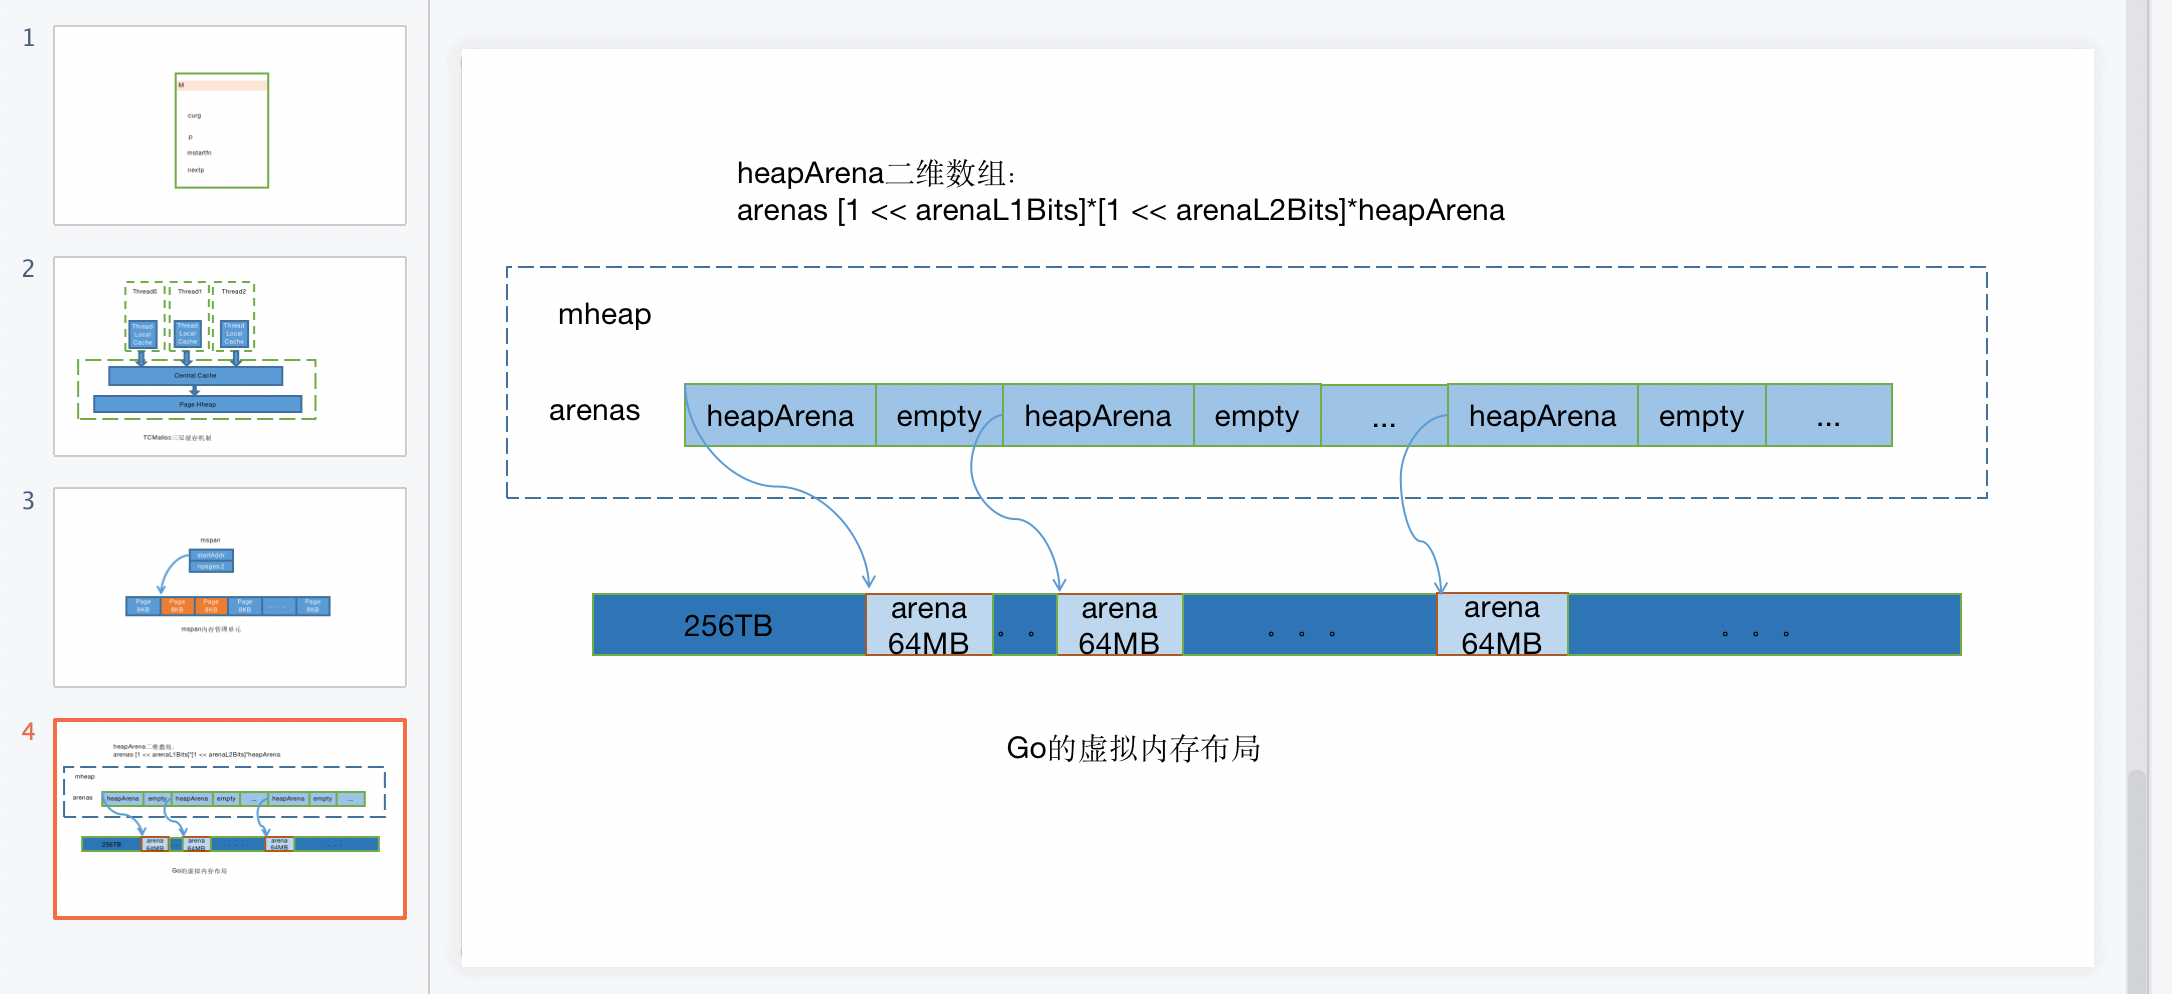 1
M
curg
p
mstartfn
nextp
2
Thread0 Thread1 Thread2
Thread Local Cache
Thread Local Cache
Thread Local Cache
Central Cache
Page Hheap
TCMalloc三层缓存机制
3
mspan
startAddr
npages:2
Page 8KB
Page 8KB
Page 8KB
Page 8KB
. . .
Page 8KB
mspan内存管理单元
4
heapArena二维数组:
arenas [1 << arenaL1Bits]*[1 << arenaL2Bits]*heapArena
mheap
arenas heapArena empty heapArena empty ... heapArena empty ...
256TB arena 64MB 。。 arena 64MB 。。。 arena 64MB 。。。
Go的虚拟内存布局
heapArena二维数组：
arenas [1 << arenaL1Bits]*[1 << arenaL2Bits]*heapArena
mheap
arenas heapArena empty heapArena empty ... heapArena empty ...
256TB
arena
64MB
。。
arena
64MB
。。。
arena
64MB
。。。
Go的虚拟内存布局